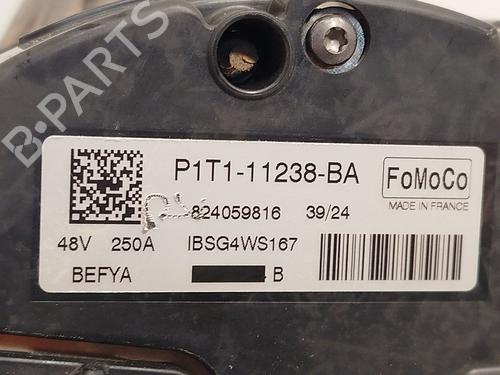 B-PARTS
P1T1-11238-BA
FoMoCo
824059816 39/24
MADE IN FRANCE
48V 250A IBSG4WS167
BEFYA B